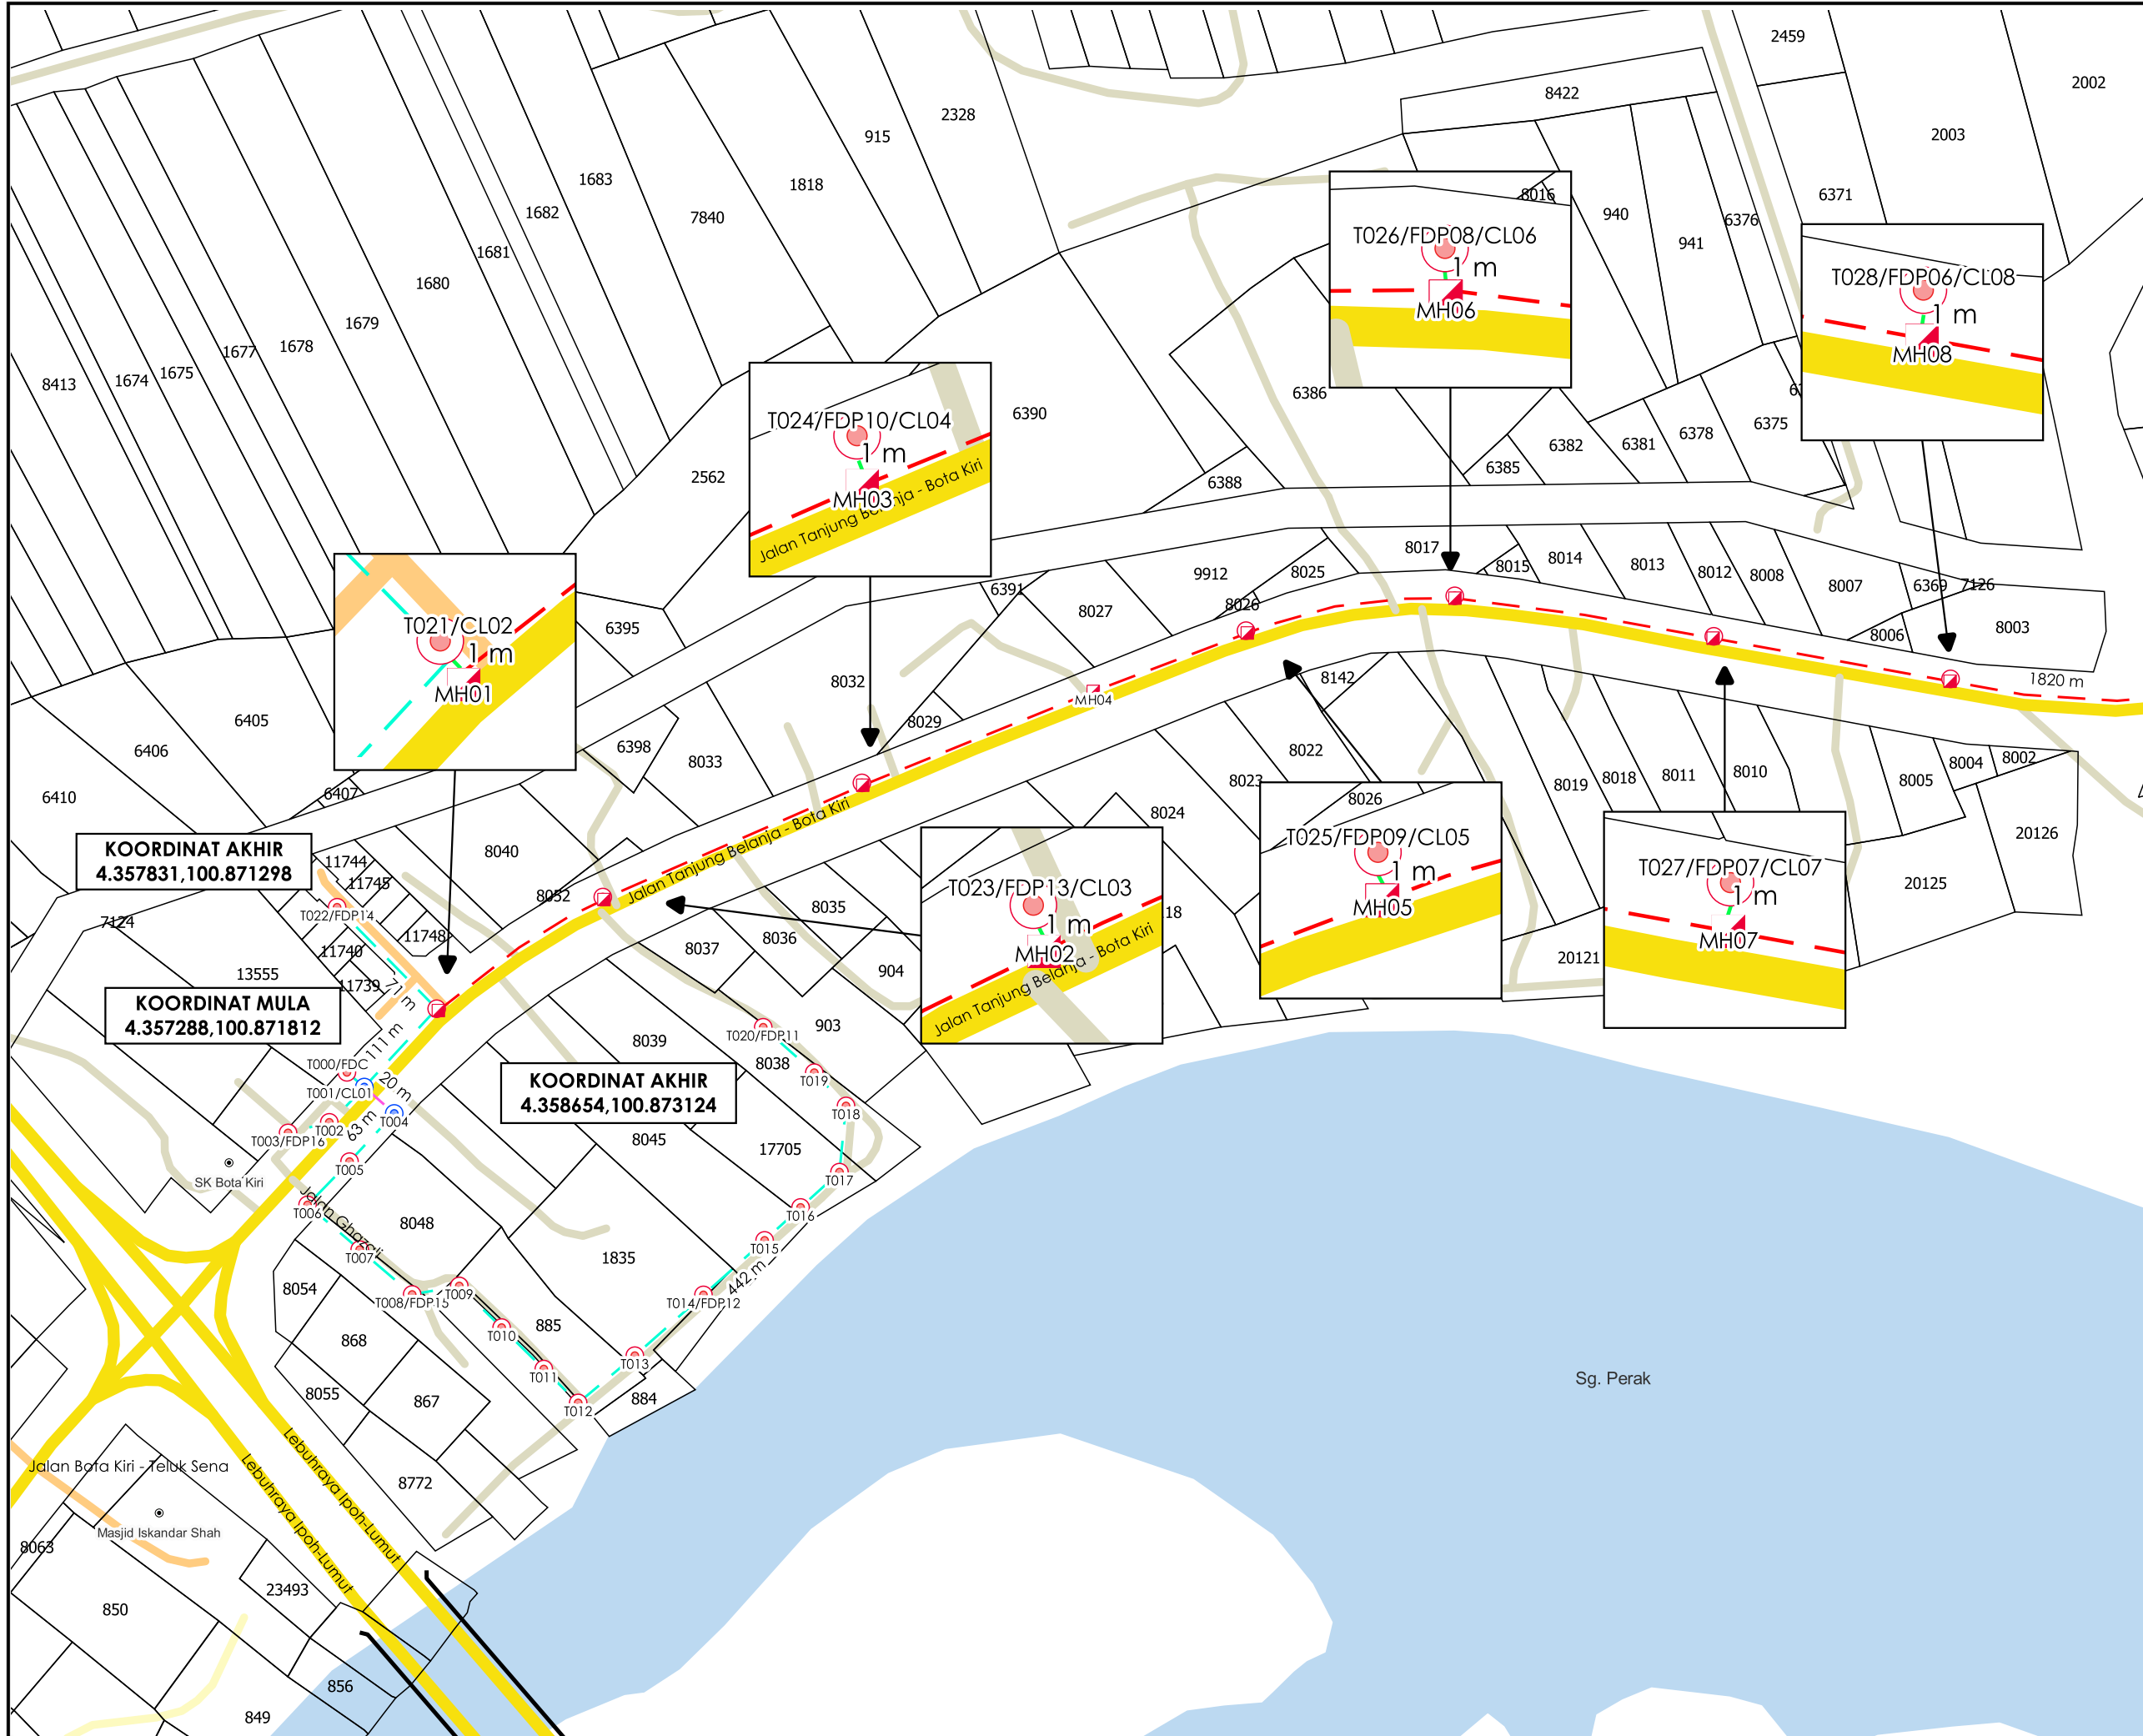 2459
2002
8422
2328
915
2003
1683
1818
8016
6371
940
1682
7840
6376
T026/FDP08/CL06
941
1681
1 m
T028/FDP06/CL08
1680
MH06
1 m
1679
1678
1677
MH08
1675
1674
8413
6386
6390
T024/FDP10/CL04
1 m
6375
6378
6381
6382
6385
2562
6388
MH03
Jalan Tanjung Belanja - Bota Kiri
8017
8014
8015
8013
8025
9912
8012
8008
8007
6369
7126
6391
8026
8027
T021/CL02
6395
8003
8006
1 m
MH01
8032
8142
1820 m
MH04
6405
8029
6398
6406
8022
8033
8002
8004
8010
8011
8018
8019
8005
8023
6407
6410
8026
8024
Jalan Tanjung Belanja - Bota Kiri
20126
T025/FDP09/CL05
1 m
KOORDINAT AKHIR
4.357831,100.871298
8040
11744
11745
T027/FDP07/CL07
1 m
T023/FDP13/CL03
20125
8052
MH05
8035
T022/FDP14
18
1 m
7124
11748
8036
MH07
11740
8037
MH02
20121
13555
904
11739
71 m
Jalan Tanjung Belanja - Bota Kiri
KOORDINAT MULA
4.357288,100.871812
903
T020/FDP11
111 m
8039
T000/FDC
8038
20 m
T019
KOORDINAT AKHIR
4.358654,100.873124
T001/CL01
T018
T004
63 m
T002
T003/FDP16
8045
17705
T005
SK Bota Kiri
T017
Jalan Ghazali
T006
T016
8048
T007
T015
1835
442 m
8054
T009
T008/FDP15
T014/FDP12
885
T010
868
T013
T011
Sg. Perak
8055
867
884
T012
Jalan Bota Kiri - Teluk Sena
Lebuhraya Ipoh-Lumut
Lebuhraya Ipoh-Lumut
8772
Masjid Iskandar Shah
8063
23493
850
856
849